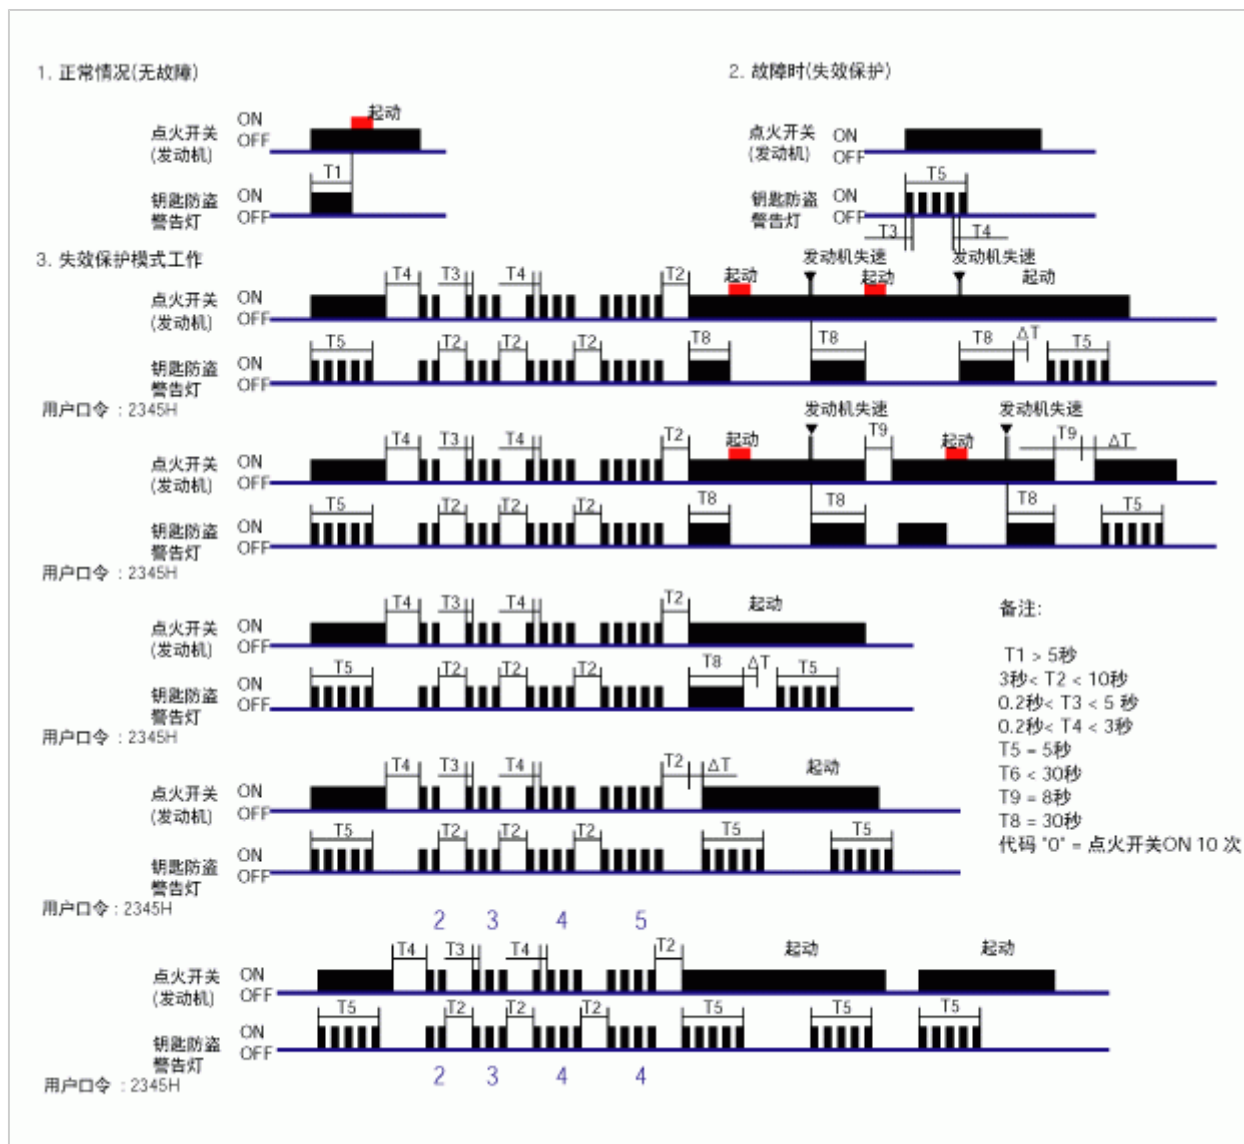 1. 正常情况(无故障)
2. 故障时(失效保护)
起动
点火开关 ON
(发动机) OFF
T1
钥匙防盗 ON
警告灯 OFF
点火开关 ON
(发动机) OFF
T5
钥匙防盗 ON
警告灯 OFF
T3 T4
3. 失效保护模式工作
发动机失速 发动机失速
T4 T3 T4 T2 起动 起动 起动
点火开关 ON
(发动机) OFF
T5 T2 T2 T2 T8 T8 T8 ΔT T5
钥匙防盗 ON
警告灯 OFF
用户口令 : 2345H
发动机失速 发动机失速
T4 T3 T4 T2 起动 T9 起动 T9 ΔT
点火开关 ON
(发动机) OFF
T5 T2 T2 T2 T8 T8 T8 T5
钥匙防盗 ON
警告灯 OFF
用户口令 : 2345H
T4 T3 T4 T2 起动
点火开关 ON
(发动机) OFF
T5 T2 T2 T2 T8 ΔT T5
钥匙防盗 ON
警告灯 OFF
用户口令 : 2345H
T4 T3 T4 T2 ΔT 起动
点火开关 ON
(发动机) OFF
T5 T2 T2 T2 T5 T5
钥匙防盗 ON
警告灯 OFF
用户口令 : 2345H
2 3 4 5
T4 T3 T4 T2 起动 起动
点火开关 ON
(发动机) OFF
T5 T2 T2 T2 T5 T5 T5
钥匙防盗 ON
警告灯 OFF
用户口令 : 2345H
2 3 4 4
备注:
T1 > 5秒
3秒< T2 < 10秒
0.2秒< T3 < 5 秒
0.2秒< T4 < 3秒
T5 = 5秒
T6 < 30秒
T9 = 8秒
T8 = 30秒
代码 "0" = 点火开关ON 10 次